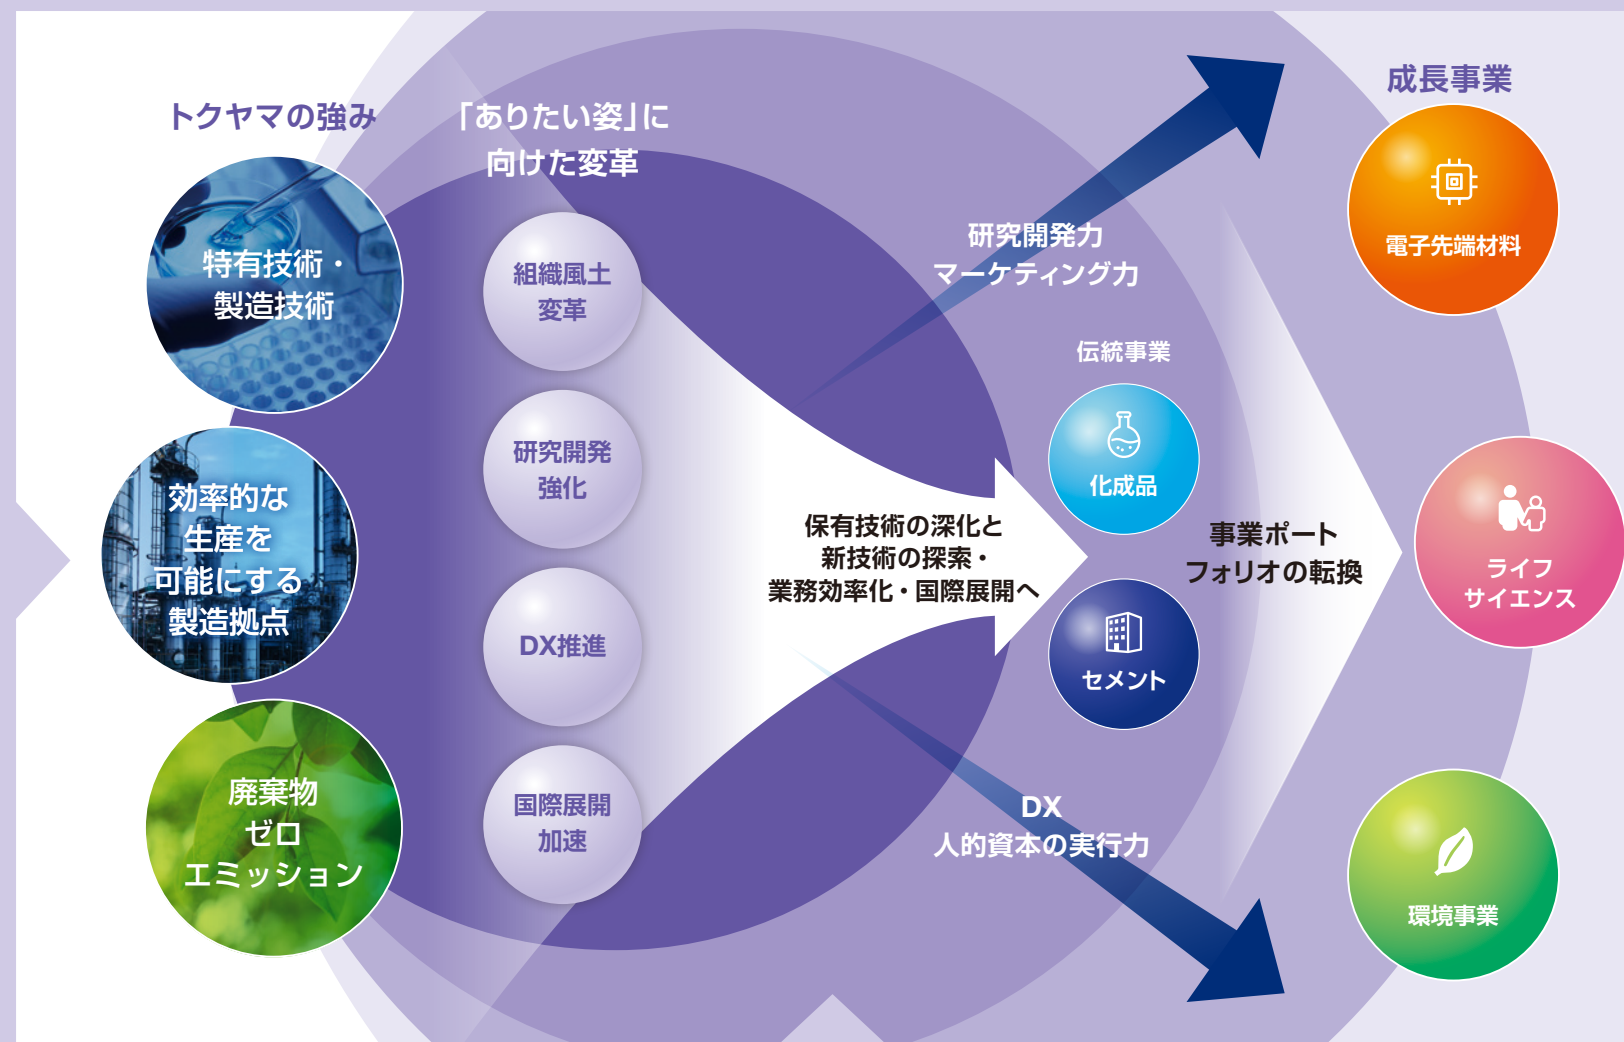 トクヤマの強み
特有技術・
製造技術
効率的な
生産を
可能にする
製造拠点
廃棄物
ゼロ
エミッション
「ありたい姿」に
向けた変革
組織風土
変革
研究開発
強化
DX推進
国際展開
加速
保有技術の深化と
新技術の探索・
業務効率化・国際展開へ
研究開発力
マーケティング力
伝統事業
化成品
セメント
DX
人的資本の実行力
事業ポート
フォリオの転換
成長事業
電子先端材料
ライフ
サイエンス
環境事業